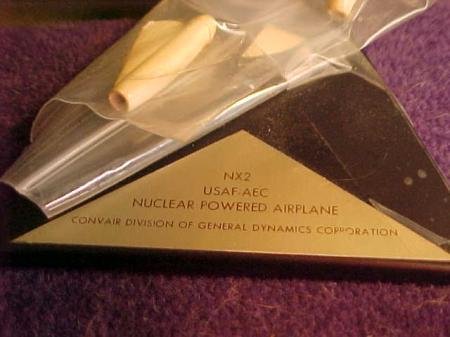 NX2
USAF-AEC
NUCLEAR POWERED AIRPLANE
CONVAIR DIVISION OF GENERAL DYNAMICS CORPORATION